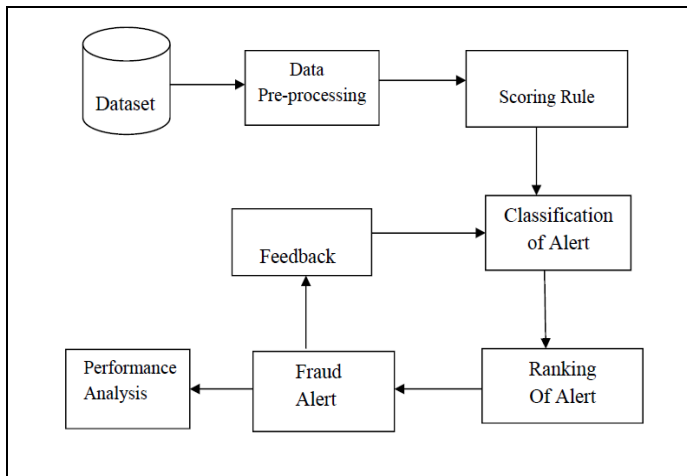 Dataset
Data
Pre-processing
Scoring Rule
Classification
of Alert
Feedback
Performance
Analysis
Fraud
Alert
Ranking
Of Alert